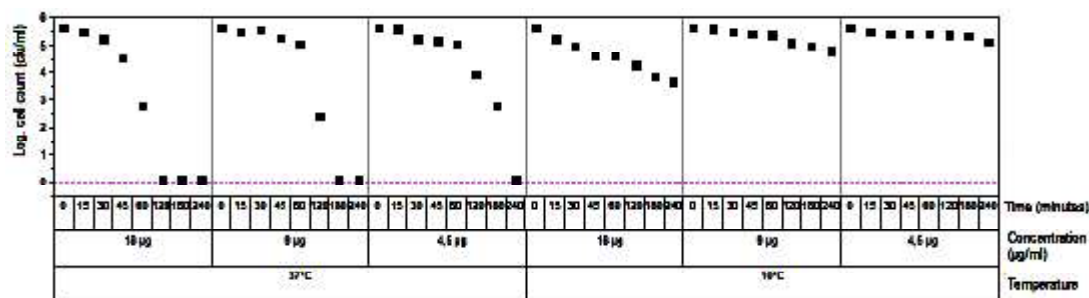 Log. cell count (cfu/ml)
6
5
4
3
2
1
0
0 15 30 45 60 120 180 240 0 15 30 45 60 120 180 240 0 15 30 45 60 120 180 240 0 15 30 45 60 120 180 240 0 15 30 45 60 120 180 240 0 15 30 45 60 120 180 240 Time (minutes)
18 µg 9 µg 4,5 µg 18 µg 9 µg 4,5 µg Concentration
(µg/ml)
37°C Temperature